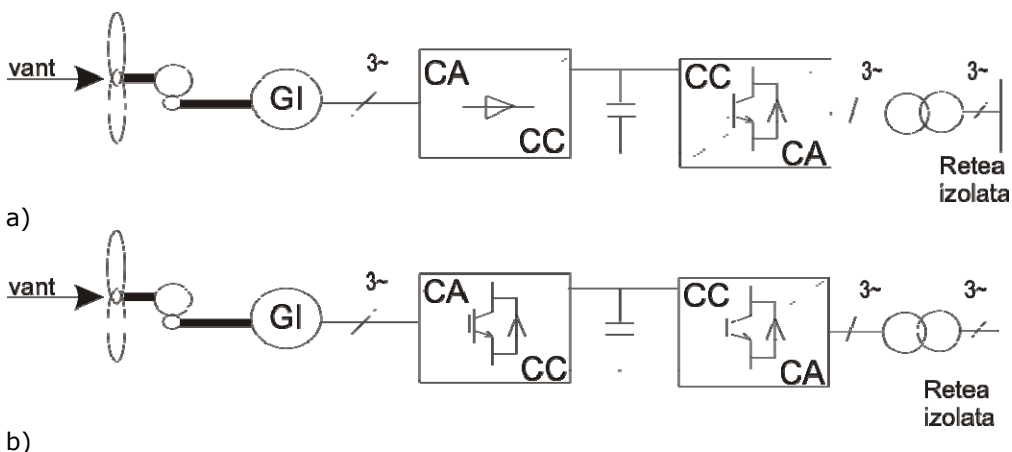 vant
GI
3~
CA
CC
CC
CA
3~
3~
Retea
izolata
a)
vant
GI
3~
CA
CC
CC
CA
3~
3~
Retea
izolata
b)